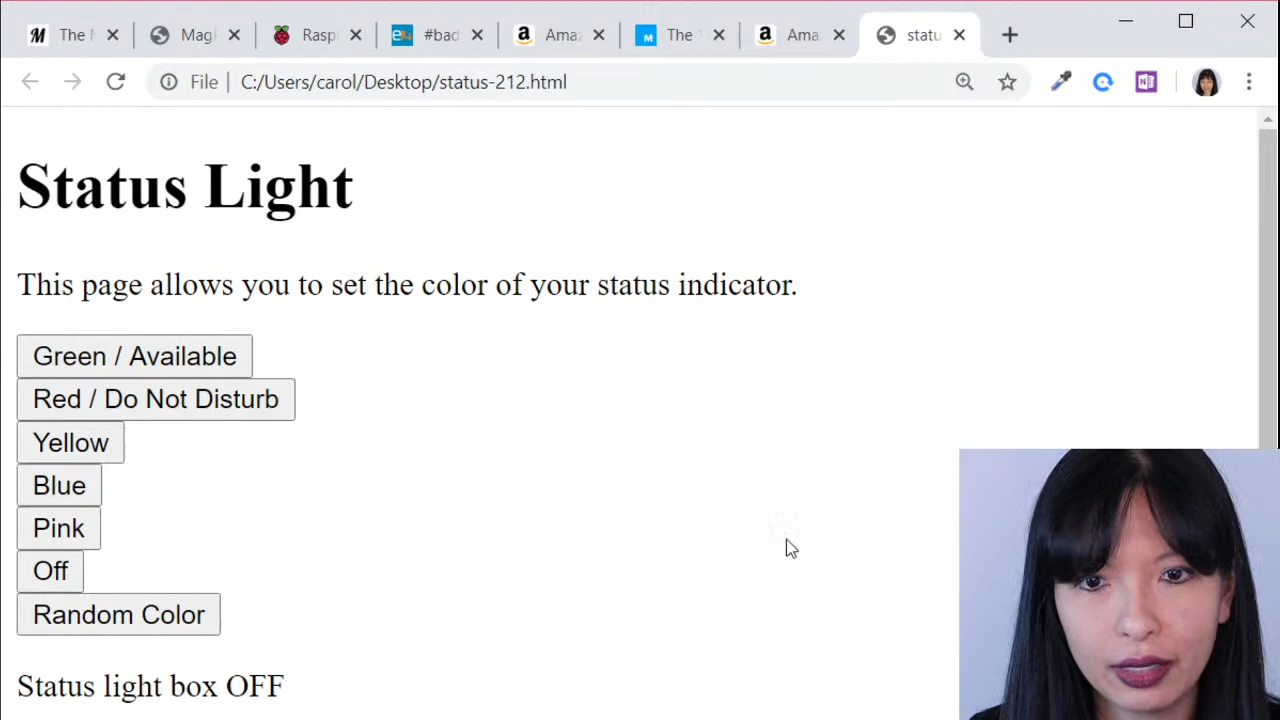 The
Mag
Rasp
#bad
Ama
The
Ama
statu
File
C:/Users/carol/Desktop/status-212.html
Status Light
This page allows you to set the color of your status indicator.
Green / Available
Red / Do Not Disturb
Yellow
Blue
Pink
Off
Random Color
Status light box OFF